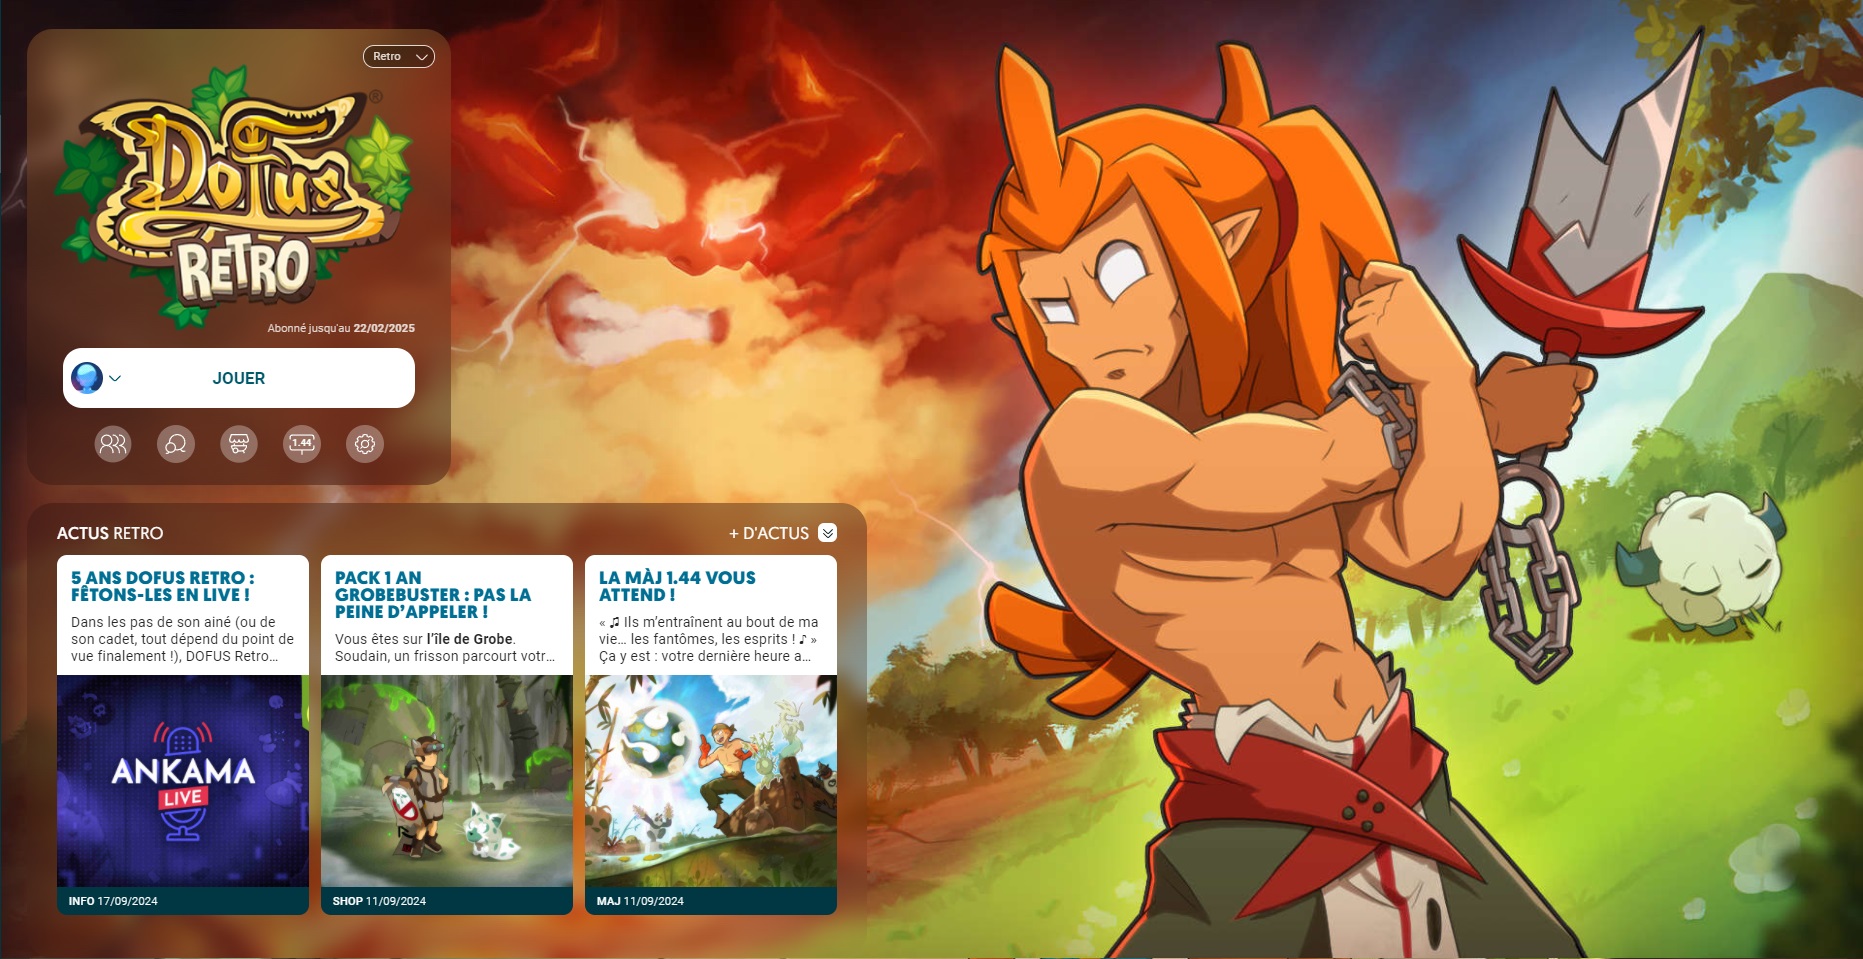 Retro
DOFUS ®
RETRO
Abonné jusqu'au 22/02/2025
JOUER
1.44
ACTUS RETRO
+ D'ACTUS
5 ANS DOFUS RETRO :
FÊTONS-LES EN LIVE !
Dans les pas de son ainé (ou de
son cadet, tout dépend du point de
vue finalement !), DOFUS Retro...
ANKAMA
LIVE
INFO 17/09/2024
PACK 1 AN
GROBEBUSTER : PAS LA
PEINE D’APPELER !
Vous êtes sur l’île de Grobe.
Soudain, un frisson parcourt votr...
SHOP 11/09/2024
LA MÀJ 1.44 VOUS
ATTEND !
« ♫ Ils m’entraînent au bout de ma
vie... les fantômes, les esprits ! ♪ »
Ça y est : votre dernière heure a...
MAJ 11/09/2024